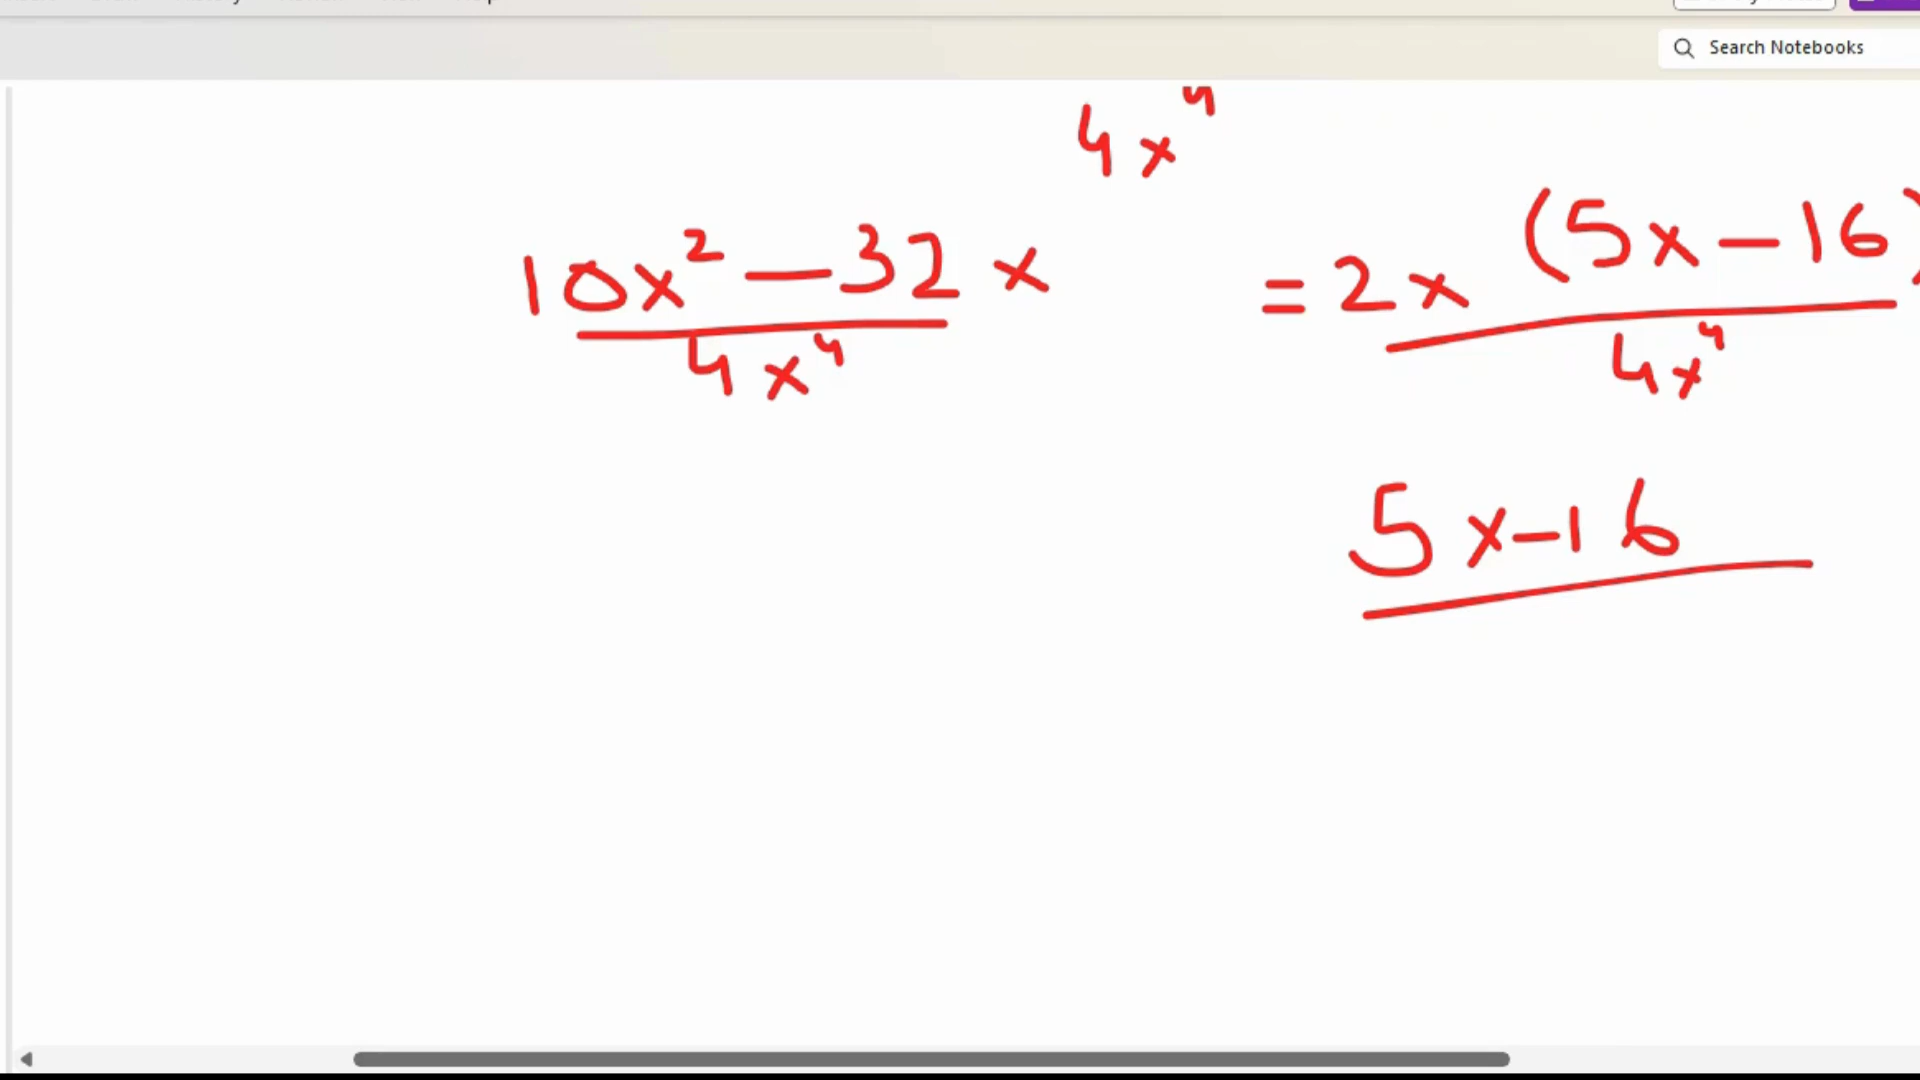 Search Notebooks
4x⁴
10x² — 32x = 2x (5x — 16)
4x⁴ 4x⁴
5x – 16